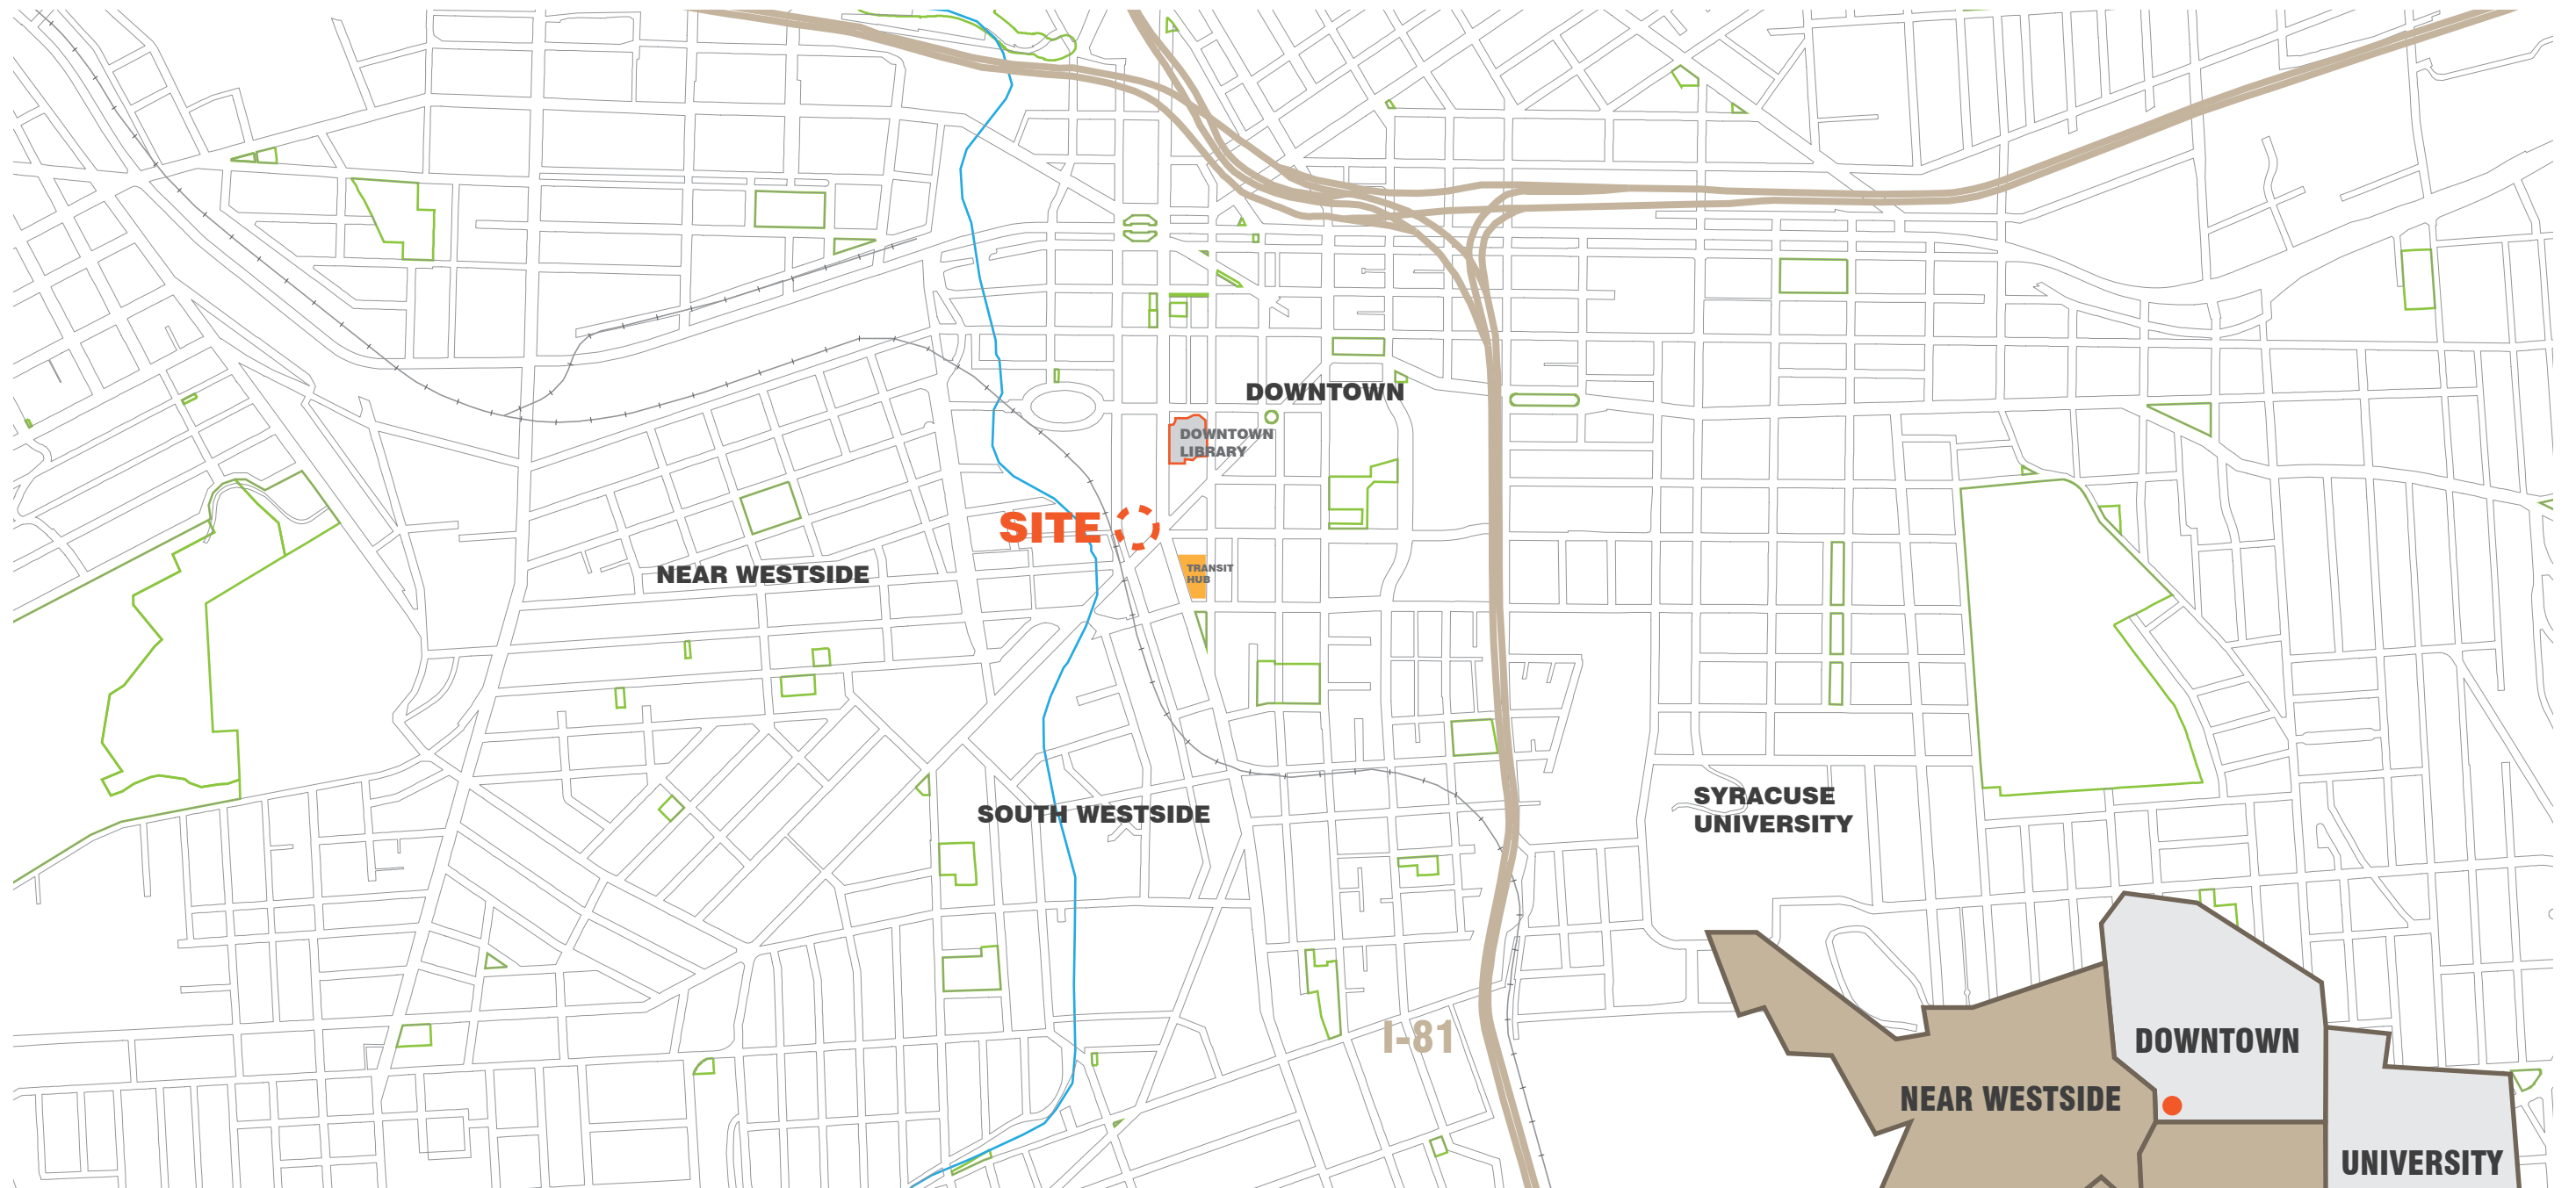 DOWNTOWN
DOWNTOWN
LIBRARY
SITE
TRANSIT
HUB
NEAR WESTSIDE
SOUTH WESTSIDE
SYRACUSE
UNIVERSITY
I-81
DOWNTOWN
NEAR WESTSIDE
UNIVERSITY